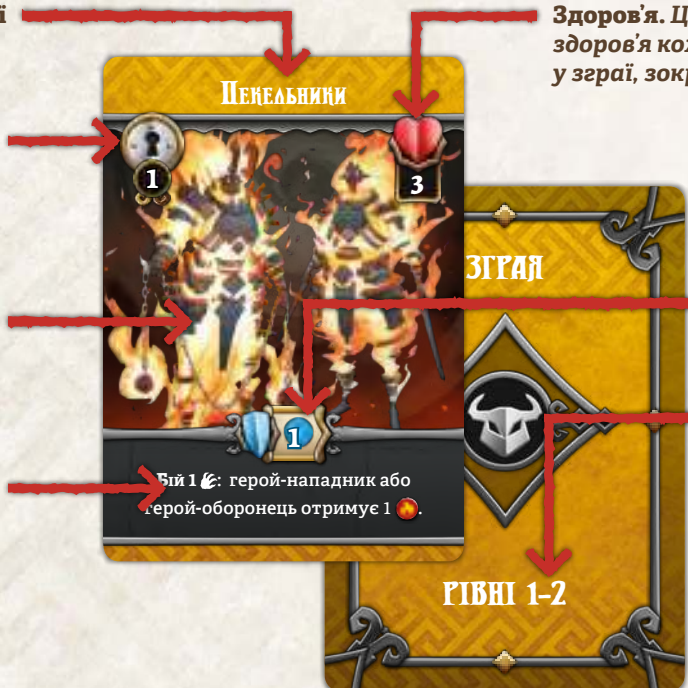 ї
Здоров'я. Ц
здоров'я кож
у зграї, зокр
Пекельники
1
3
ЗГРАЯ
1
Бій 1 : герой-нападник або
герой-оборонець отримує 1 .
РІВНІ 1-2